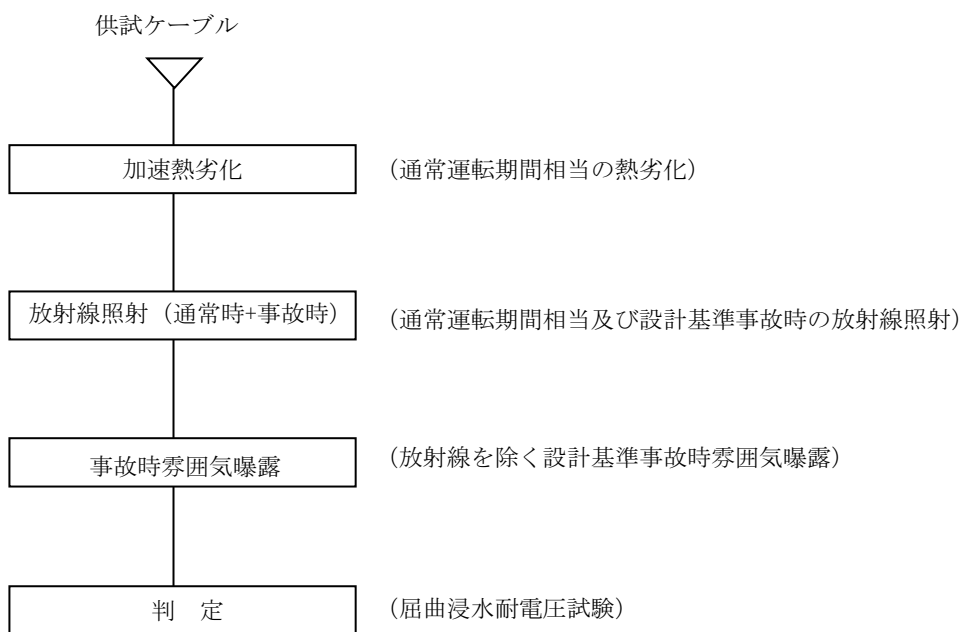 供試ケーブル
加速熱劣化 (通常運転期間相当の熱劣化)
放射線照射（通常時+事故時） (通常運転期間相当及び設計基準事故時の放射線照射)
事故時雰囲気曝露 (放射線を除く設計基準事故時雰囲気曝露)
判　定 (屈曲浸水耐電圧試験)